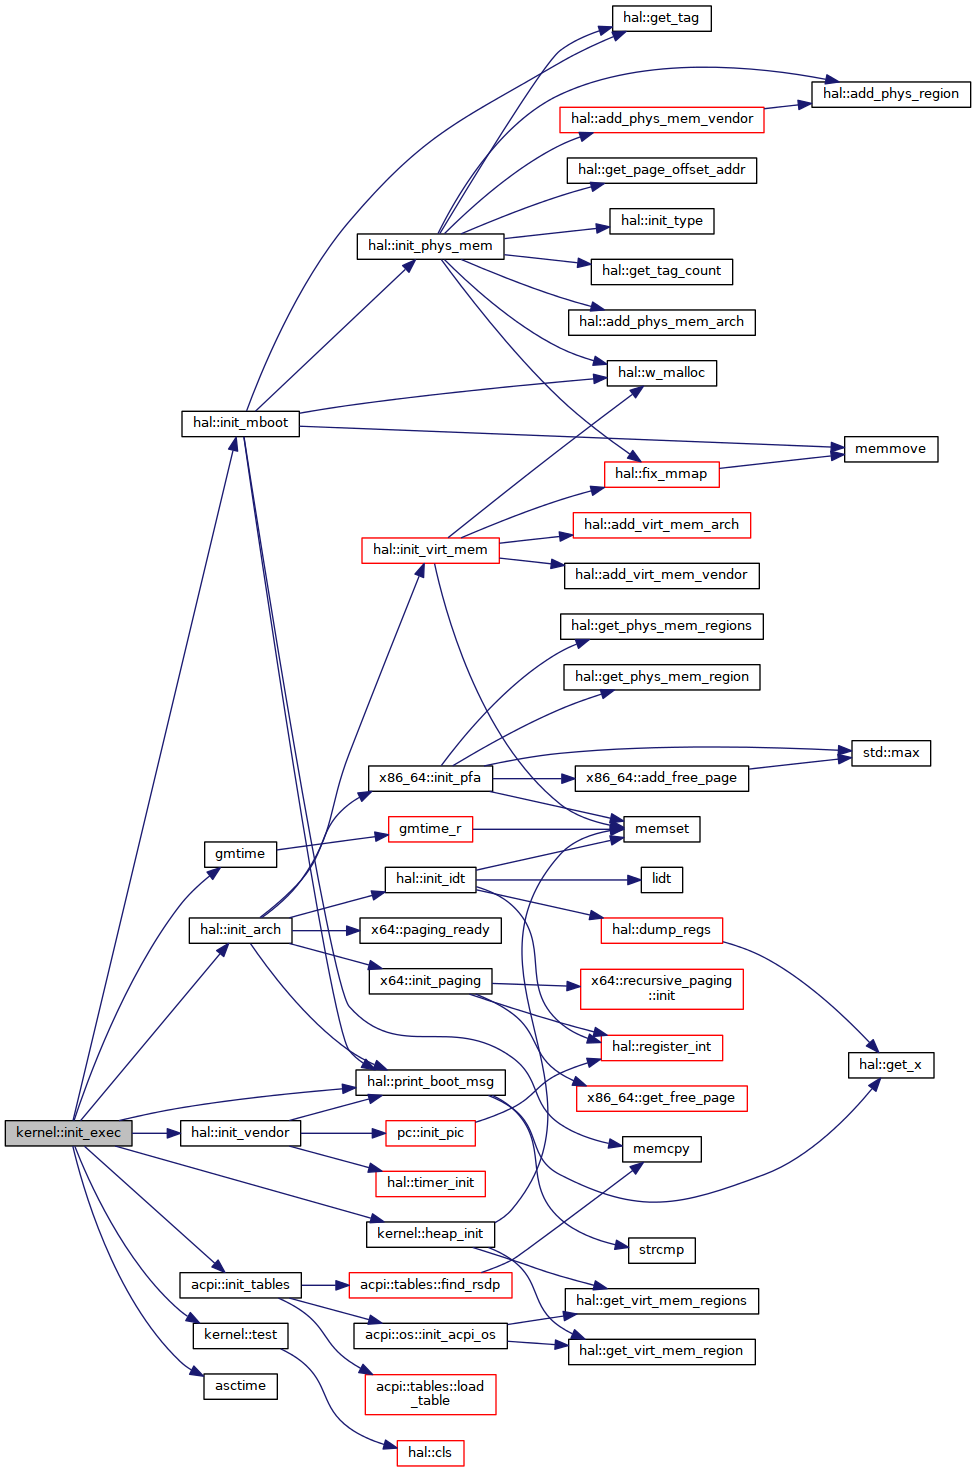 hal::get_tag
hal::add_phys_region
hal::add_phys_mem_vendor
hal::get_page_offset_addr
hal::init_type
hal::init_phys_mem
hal::get_tag_count
hal::add_phys_mem_arch
hal::w_malloc
hal::init_mboot
memmove
hal::fix_mmap
hal::add_virt_mem_arch
hal::init_virt_mem
hal::add_virt_mem_vendor
hal::get_phys_mem_regions
hal::get_phys_mem_region
std::max
x86_64::init_pfa
x86_64::add_free_page
gmtime_r
memset
gmtime
hal::init_idt
lidt
hal::init_arch
x64::paging_ready
hal::dump_regs
x64::init_paging
x64::recursive_paging
::init
hal::register_int
hal::get_x
hal::print_boot_msg
x86_64::get_free_page
kernel::init_exec
hal::init_vendor
pc::init_pic
memcpy
hal::timer_init
kernel::heap_init
strcmp
acpi::init_tables
acpi::tables::find_rsdp
hal::get_virt_mem_regions
kernel::test
acpi::os::init_acpi_os
hal::get_virt_mem_region
asctime
acpi::tables::load
_table
hal::cls